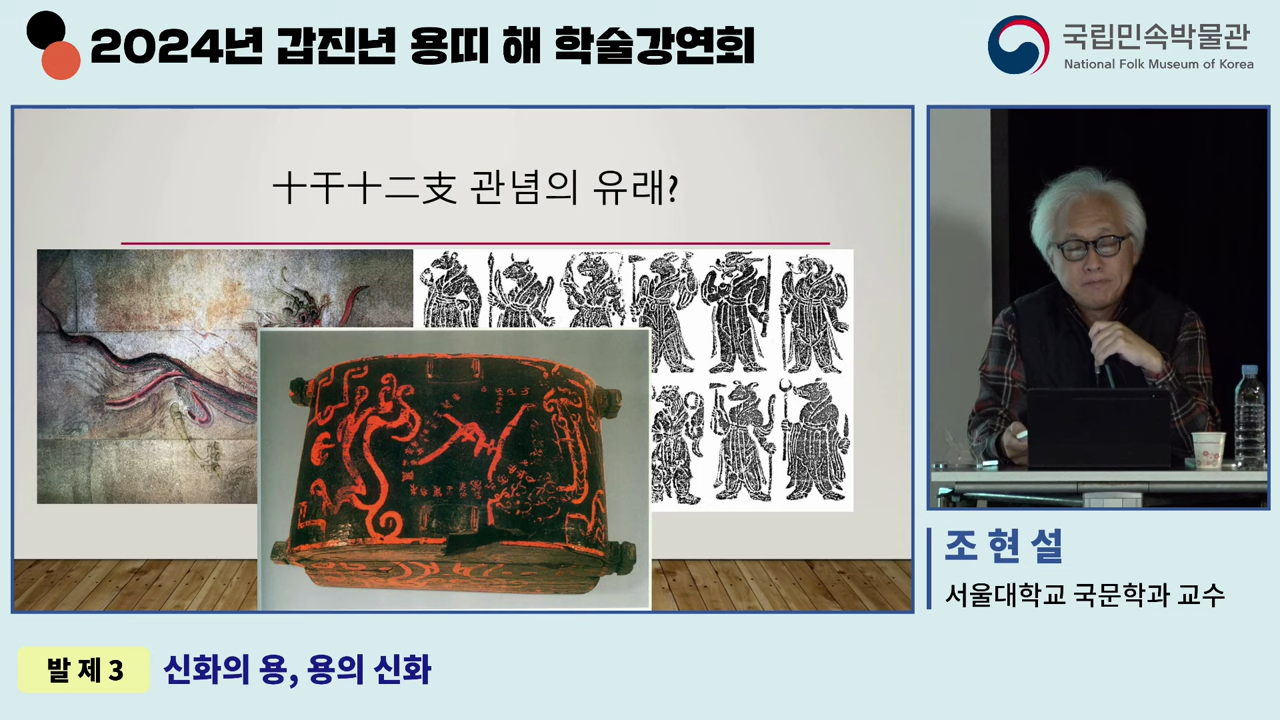 2024년 갑진년 용띠 해 학술강연회
국립민속박물관
National Folk Museum of Korea
十干十二支 관념의 유래?
조현설
서울대학교 국문학과 교수
발제 3
신화의 용, 용의 신화